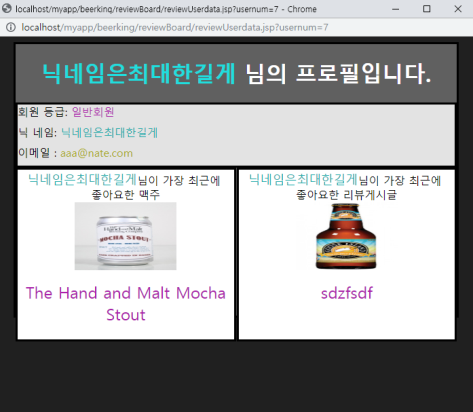 localhost/myapp/beerking/reviewBoard/reviewUserdata.jsp?usernum=7 - Chrome
localhost/myapp/beerking/reviewBoard/reviewUserdata.jsp?usernum=7
닉네임은최대한길게 님의 프로필입니다.
회원 등급: 일반회원
닉 네임: 닉네임은최대한길게
이메일 : aaa@nate.com
닉네임은최대한길게님이 가장 최근에
좋아요한 맥주
Hand and Malt
MOCHA STOUT
The Hand and Malt Mocha
Stout
닉네임은최대한길게님이 가장 최근에
좋아요한 리뷰게시글
sdzfsdf